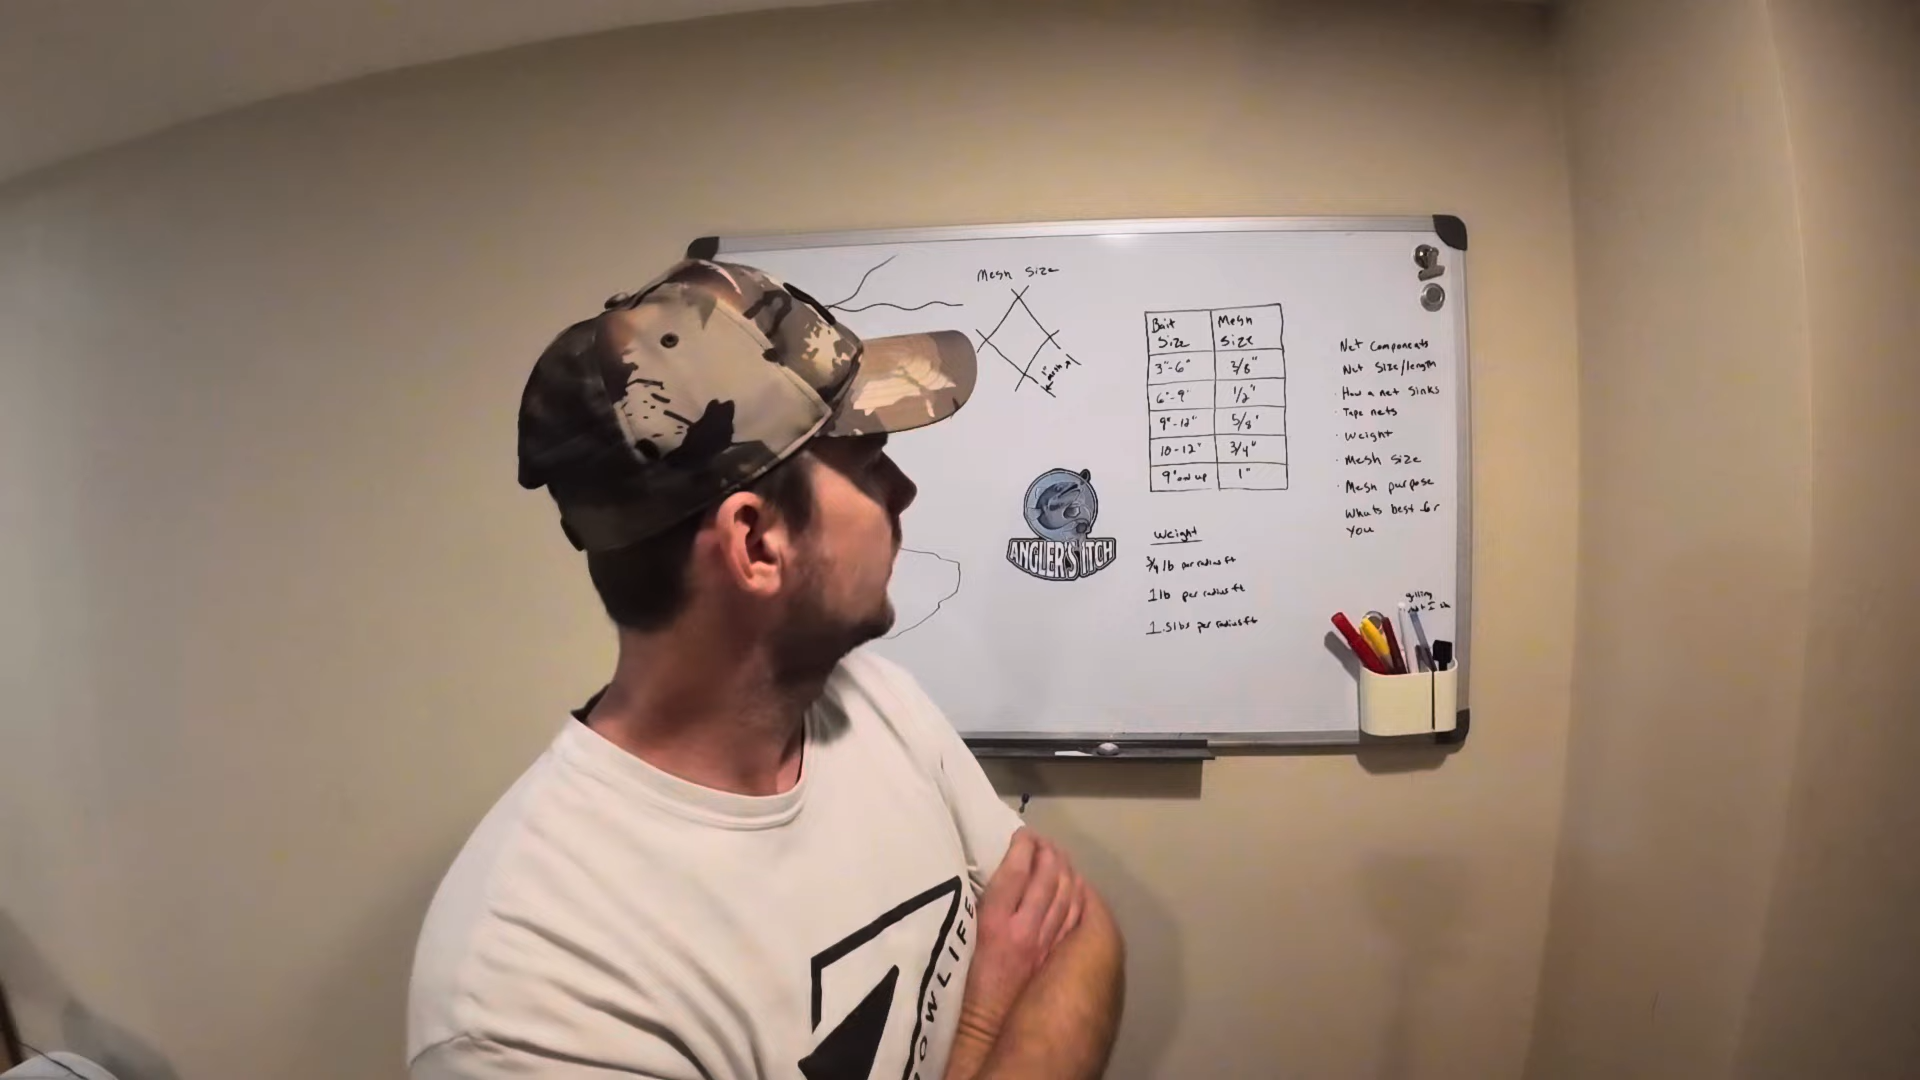 Mesh Size
1"
Bait Size
Mesh Size
3"-6"
3/8"
6"-9"
1/2"
9"-12"
5/8"
10-12"
3/4"
9" and up
1"
Net Components
Net Size/length
· How a net sinks
· Tape nets
· Weight
· Mesh size
· Mesh purpose
Whats best for
you
ANGLER'S ITCH
Weight
3/4 lb per radius ft
1 lb per radius ft
1.5 lbs per radius ft
OWLIFE